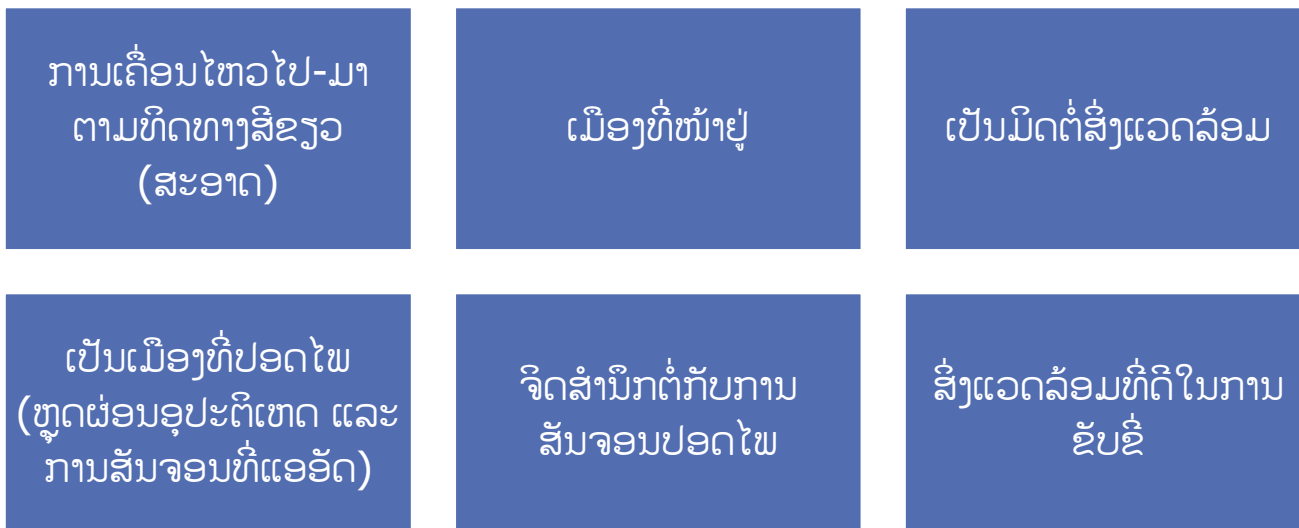 ການເຄື່ອນໄຫວໄປ-ມາ
ຕາມທິດທາງສີຂຽວ
(ສະອາດ)
ເມືອງທີ່ໜ້າຢູ່
ເປັນມິດຕໍ່ສິ່ງແວດລ້ອມ
ເປັນເມືອງທີ່ປອດໄພ
(ຫຼຸດຜ່ອນອຸປະຕິເຫດ ແລະ
ການສັນຈອນທີ່ແອອັດ)
ຈິດສຳນຶກຕໍ່ກັບການ
ສັນຈອນປອດໄພ
ສິ່ງແວດລ້ອມທີ່ດີໃນການ
ຂັບຂີ່